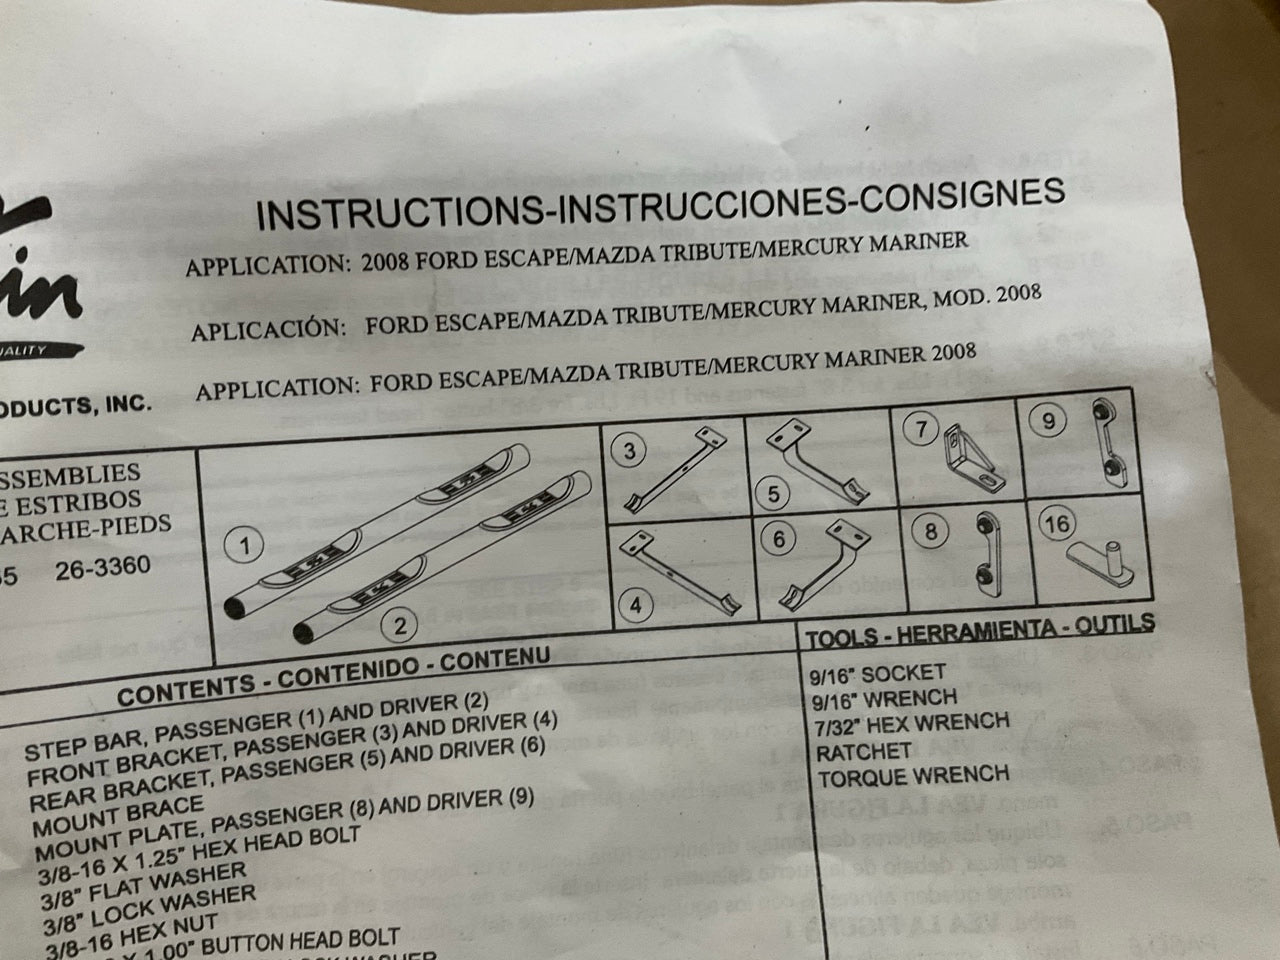 INSTRUCTIONS-INSTRUCCIONES-CONSIGNES
APPLICATION: 2008 FORD ESCAPE/MAZDA TRIBUTE/MERCURY MARINER
APLICACIÓN: FORD ESCAPE/MAZDA TRIBUTE/MERCURY MARINER, MOD. 2008
APPLICATION: FORD ESCAPE/MAZDA TRIBUTE/MERCURY MARINER 2008
in
UALITY
ODUCTS, INC.
SSEMBLIES
E ESTRIBOS
ARCHE-PIEDS
5 26-3360
1
2
3
4
5
6
7
8
9
16
CONTENTS - CONTENIDO - CONTENU
STEP BAR, PASSENGER (1) AND DRIVER (2)
FRONT BRACKET, PASSENGER (3) AND DRIVER (4)
REAR BRACKET, PASSENGER (5) AND DRIVER (6)
MOUNT BRACE
MOUNT PLATE, PASSENGER (8) AND DRIVER (9)
3/8-16 X 1.25" HEX HEAD BOLT
3/8" FLAT WASHER
3/8" LOCK WASHER
3/8-16 HEX NUT
X 1.00" BUTTON HEAD BOLT
LOCK WASHER
TOOLS - HERRAMIENTA - OUTILS
9/16" SOCKET
9/16" WRENCH
7/32" HEX WRENCH
RATCHET
TORQUE WRENCH